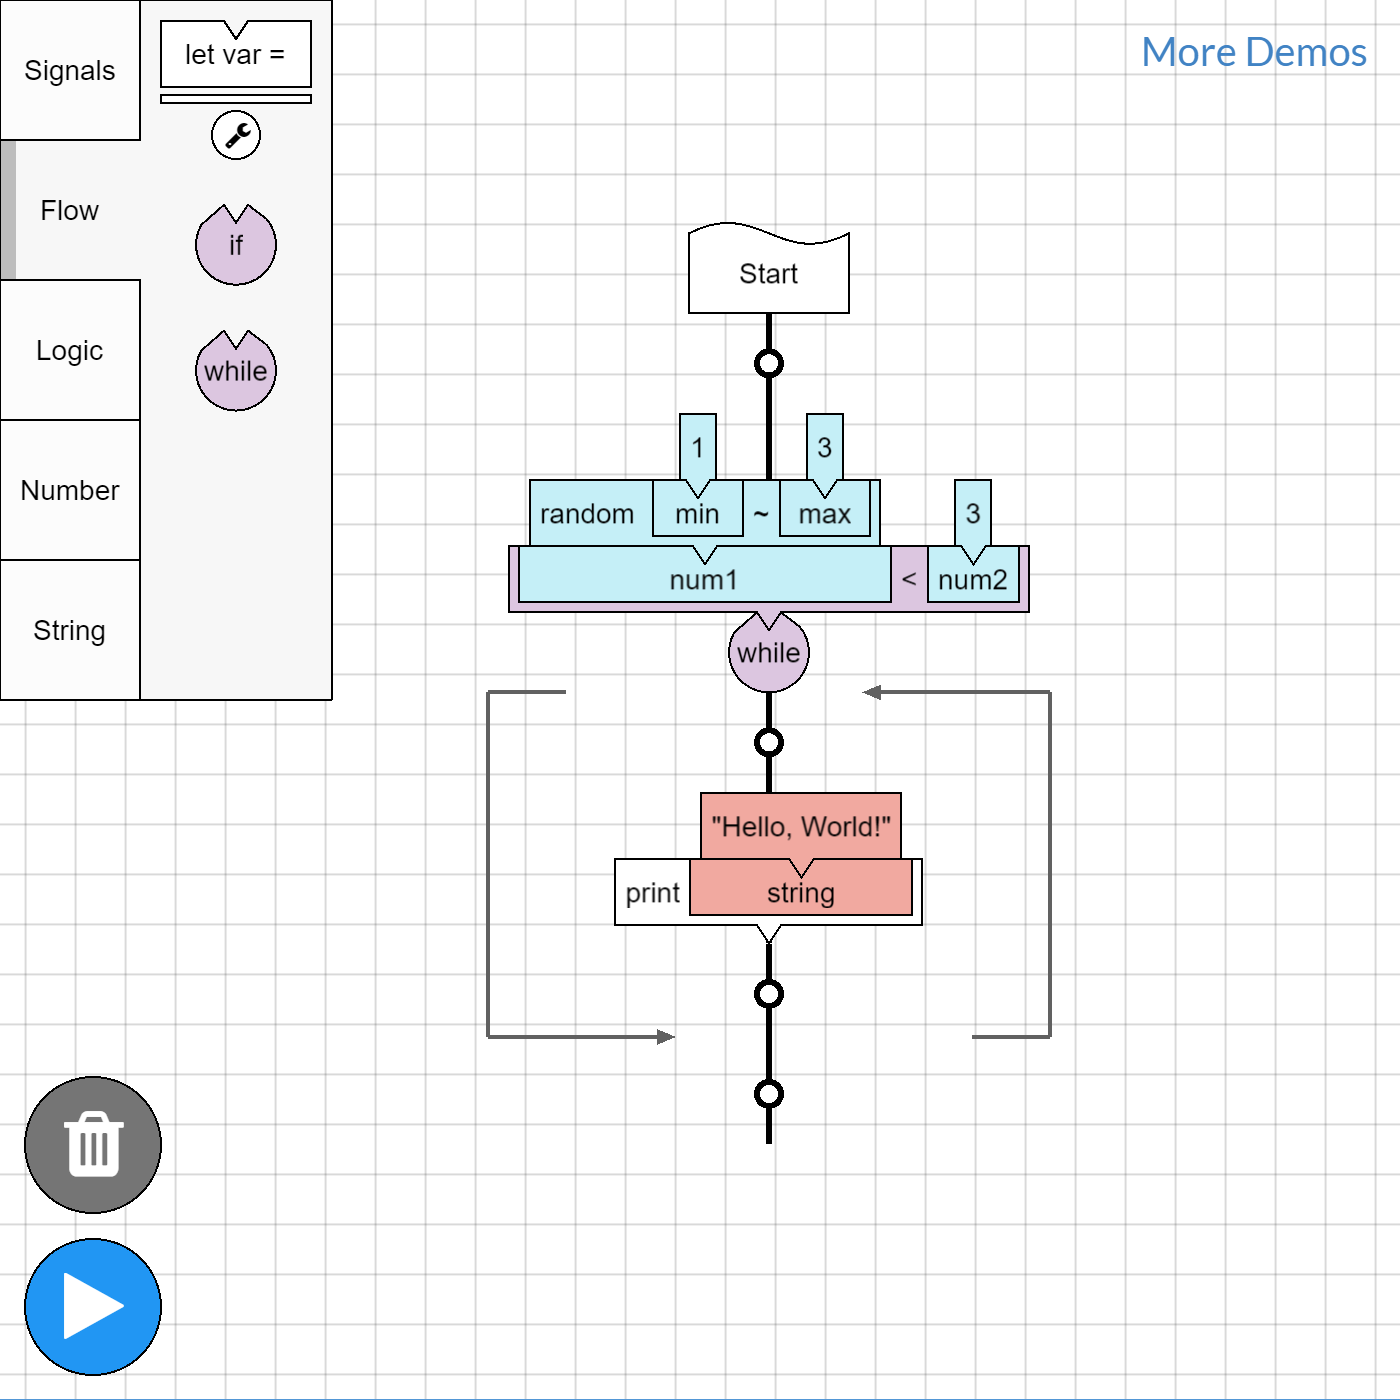 Signals
Flow
Logic
Number
String
let var =
if
while
More Demos
Start
1
3
random min ~ max
3
num1 < num2
while
"Hello, World!"
print string